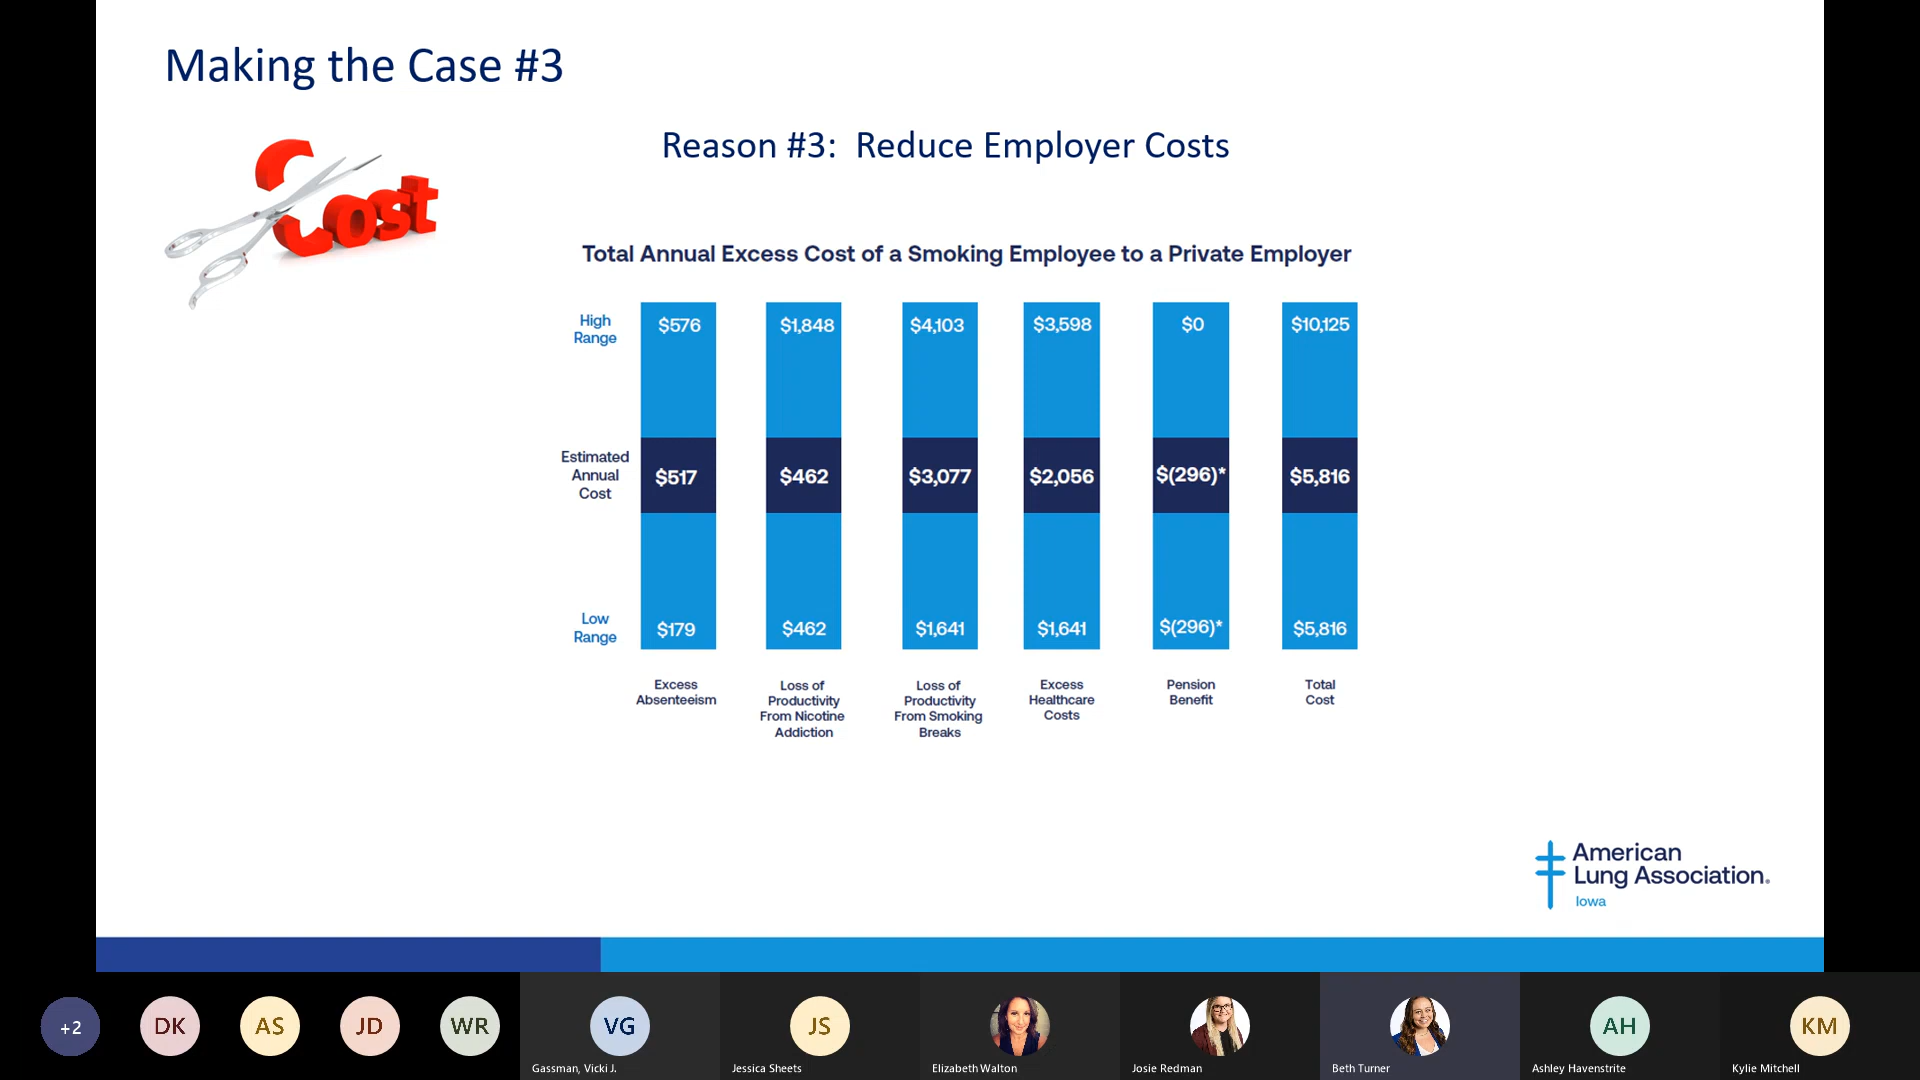 Making the Case #3
Cost
Reason #3: Reduce Employer Costs
Total Annual Excess Cost of a Smoking Employee to a Private Employer
High
Range
$576 $1,848 $4,103 $3,598 $0 $10,125
Estimated
Annual
Cost
$517 $462 $3,077 $2,056 $(296)* $5,816
Low
Range
$179 $462 $1,641 $1,641 $(296)* $5,816
Excess
Absenteeism
Loss of
Productivity
From Nicotine
Addiction
Loss of
Productivity
From Smoking
Breaks
Excess
Healthcare
Costs
Pension
Benefit
Total
Cost
American
Lung Association.
Iowa
+2 DK AS JD WR VG JS AH KM
Gassman, Vicki J. Jessica Sheets Elizabeth Walton Josie Redman Beth Turner Ashley Havenstrite Kylie Mitchell